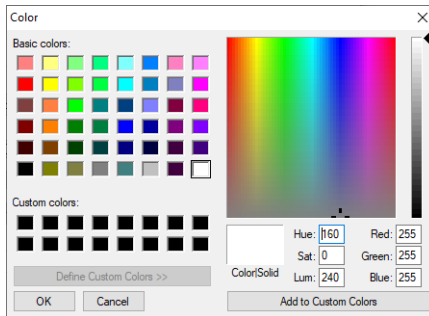 Color
Basic colors:
Custom colors:
Define Custom Colors >>
OK Cancel
Color|Solid
Hue: 160 Red: 255
Sat: 0 Green: 255
Lum: 240 Blue: 255
Add to Custom Colors